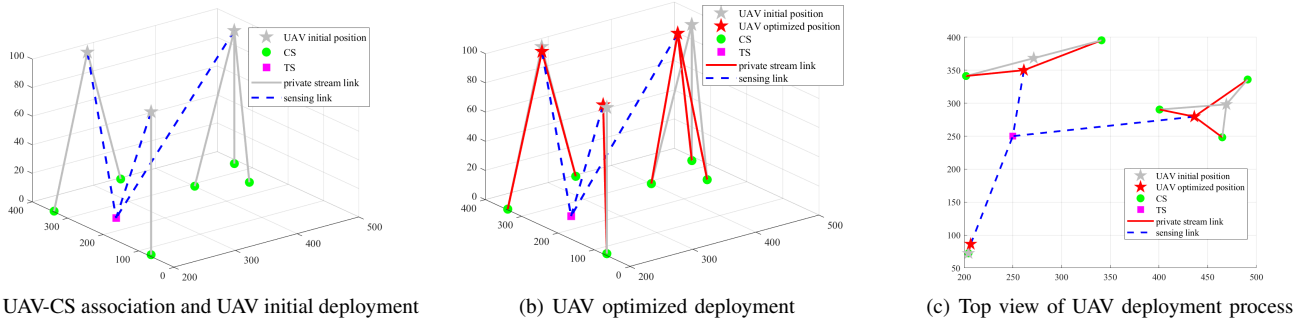 UAV initial position
CS
TS
private stream link
sensing link
100
80
60
40
20
0
400
300
200
100
0
200
300
400
500
UAV-CS association and UAV initial deployment
UAV initial position
UAV optimized position
CS
TS
private stream link
sensing link
100
80
60
40
20
0
400
300
200
100
0
200
300
400
500
(b) UAV optimized deployment
400
350
300
250
200
150
100
50
200
250
300
350
400
450
500
UAV initial position
UAV optimized position
CS
TS
private stream link
sensing link
(c) Top view of UAV deployment process